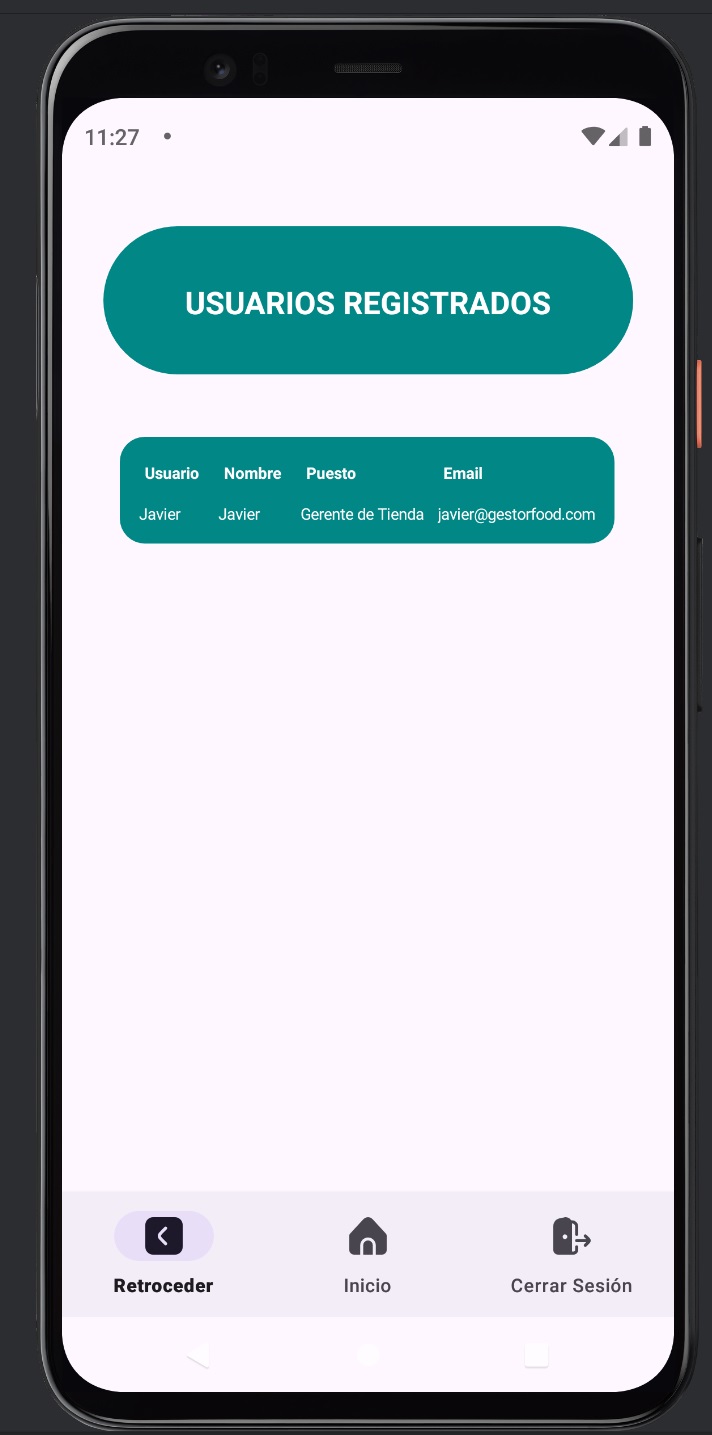 11:27
USUARIOS REGISTRADOS
Usuario Nombre Puesto Email
Javier Javier Gerente de Tienda javier@gestorfood.com
Retroceder Inicio Cerrar Sesión